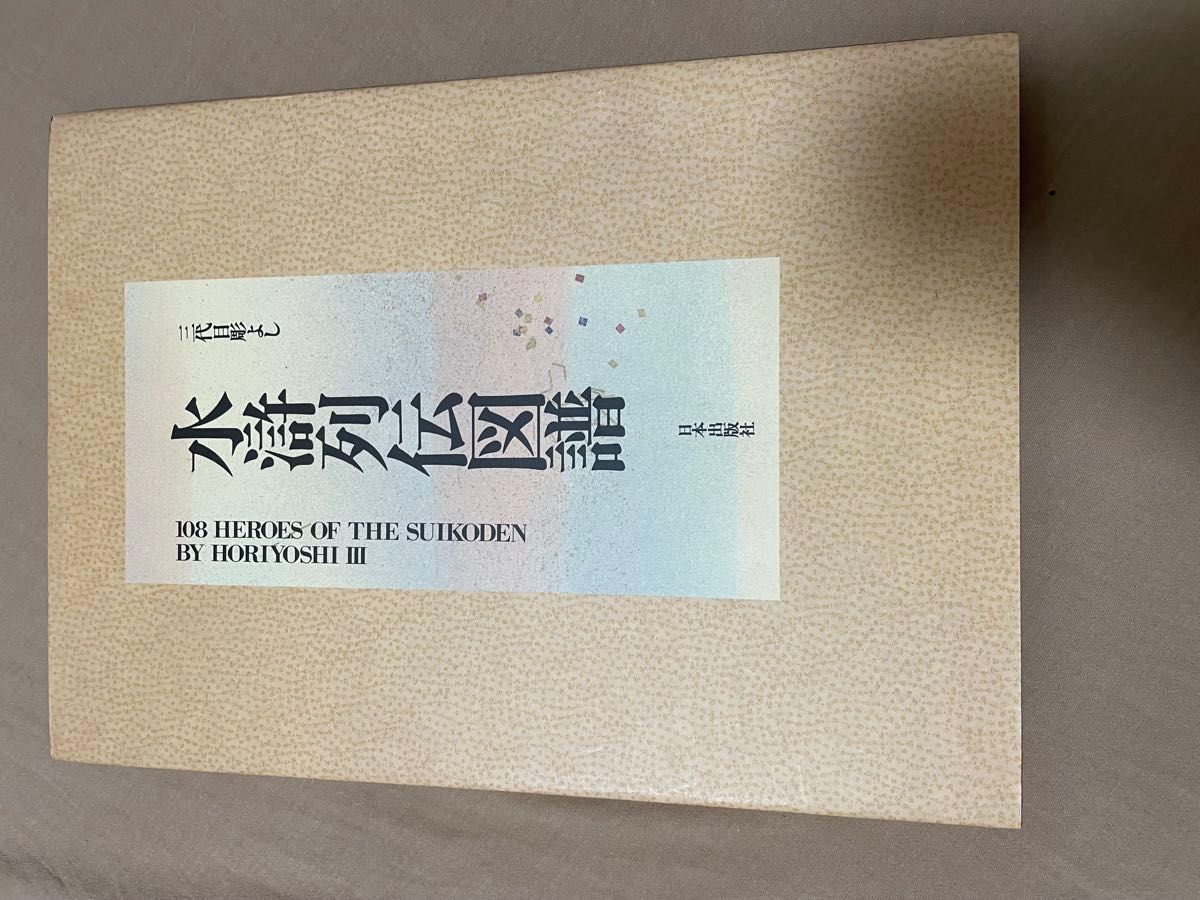 三代目彫よし
水滸列伝図譜
108 HEROES OF THE SUIKODEN
BY HORIYOSHI III
日本出版社